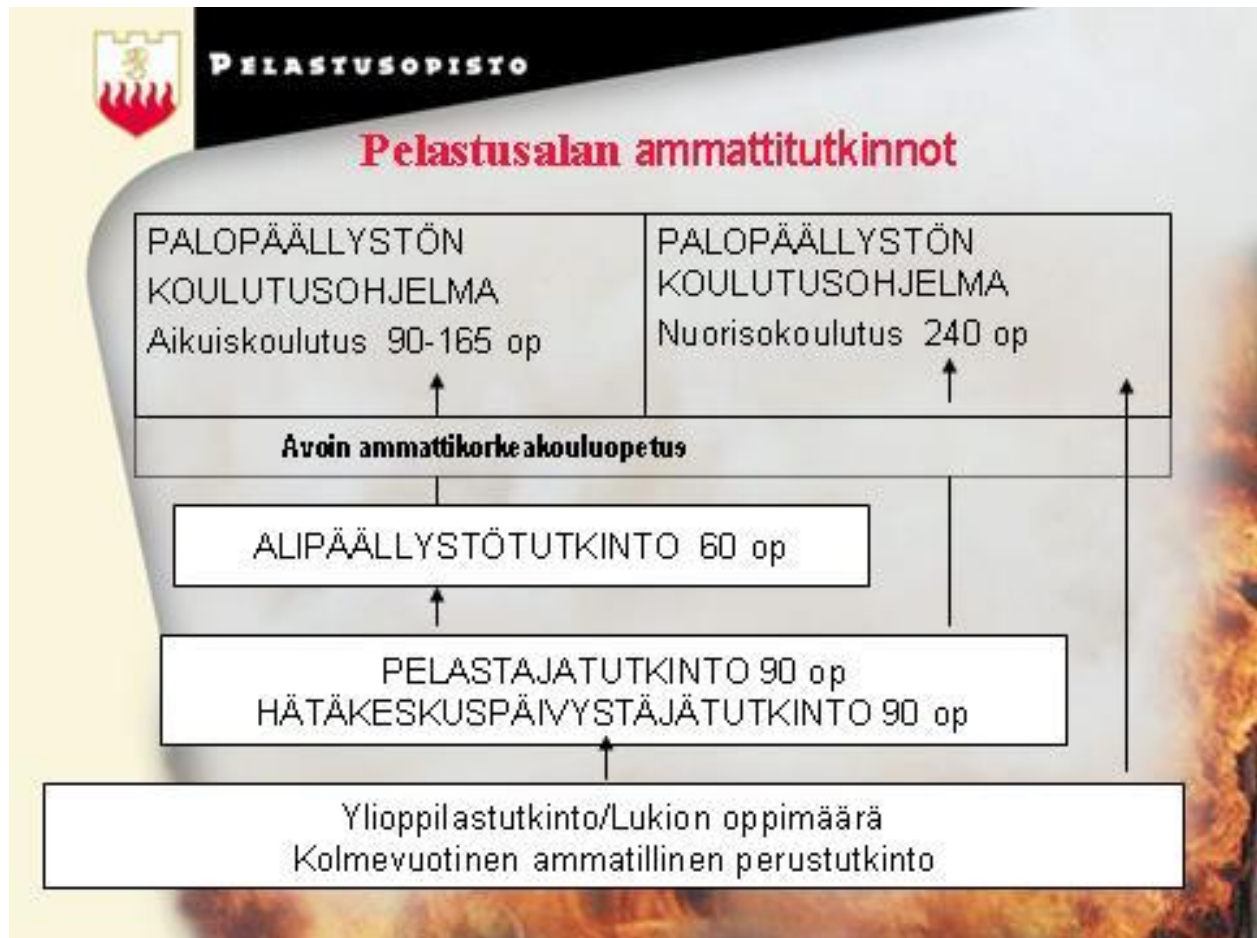 PELASTUSOPISTO
Pelastusalan ammattitutkinnot
PALOPÄÄLLYSTÖN
KOULUTUSOHJELMA
Aikuiskoulutus 90-165 op
PALOPÄÄLLYSTÖN
KOULUTUSOHJELMA
Nuorisokoulutus 240 op
Avoin ammattikorkeakouluopetus
ALIPÄÄLLYSTÖTUTKINTO 60 op
PELASTAJATUTKINTO 90 op
HÄTÄKESKUSPÄIVYSTÄJÄTUTKINTO 90 op
Ylioppilastutkinto/Lukion oppimäärä
Kolmevuotinen ammatillinen perustutkinto